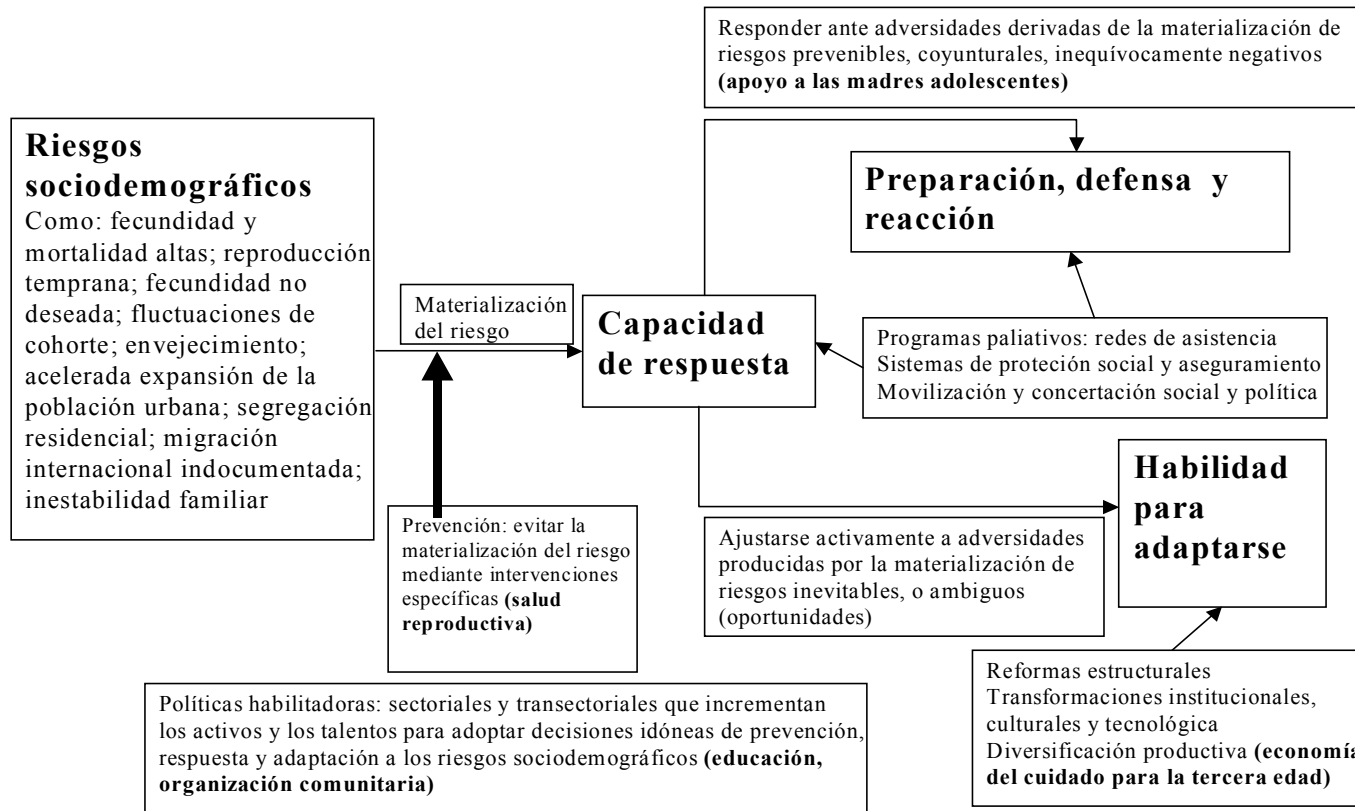 Responder ante adversidades derivadas de la materialización de
riesgos prevenibles, coyunturales, inequívocamente negativos
(apoyo a las madres adolescentes)
Riesgos
sociodemográficos
Como: fecundidad y
mortalidad altas; reproducción
temprana; fecundidad no
deseada; fluctuaciones de
cohorte; envejecimiento;
acelerada expansión de la
población urbana; segregación
residencial; migración
internacional indocumentada;
inestabilidad familiar
Materialización
del riesgo
Prevención: evitar la
materialización del riesgo
mediante intervenciones
específicas (salud
reproductiva)
Capacidad
de respuesta
Preparación, defensa y
reacción
Programas paliativos: redes de asistencia
Sistemas de proteción social y aseguramiento
Movilización y concertación social y política
Habilidad
para
adaptarse
Ajustarse activamente a adversidades
producidas por la materialización de
riesgos inevitables, o ambiguos
(oportunidades)
Reformas estructurales
Transformaciones institucionales,
culturales y tecnológica
Diversificación productiva (economía
del cuidado para la tercera edad)
Políticas habilitadoras: sectoriales y transectoriales que incrementan
los activos y los talentos para adoptar decisiones idóneas de prevención,
respuesta y adaptación a los riesgos sociodemográficos (educación,
organización comunitaria)